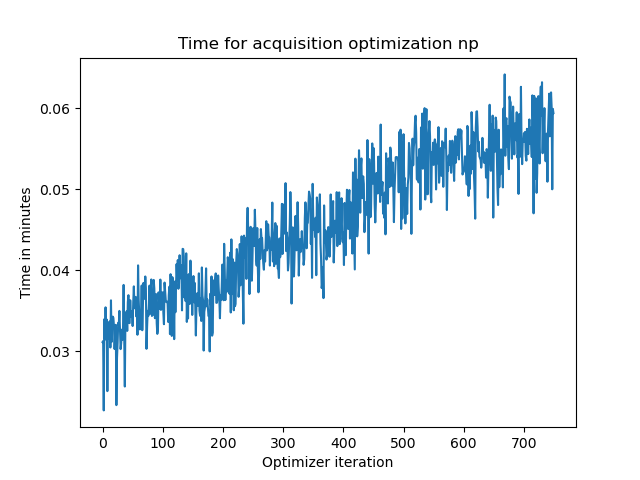 Time for acquisition optimization np
Time in minutes
0.06
0.05
0.04
0.03
0 100 200 300 400 500 600 700
Optimizer iteration